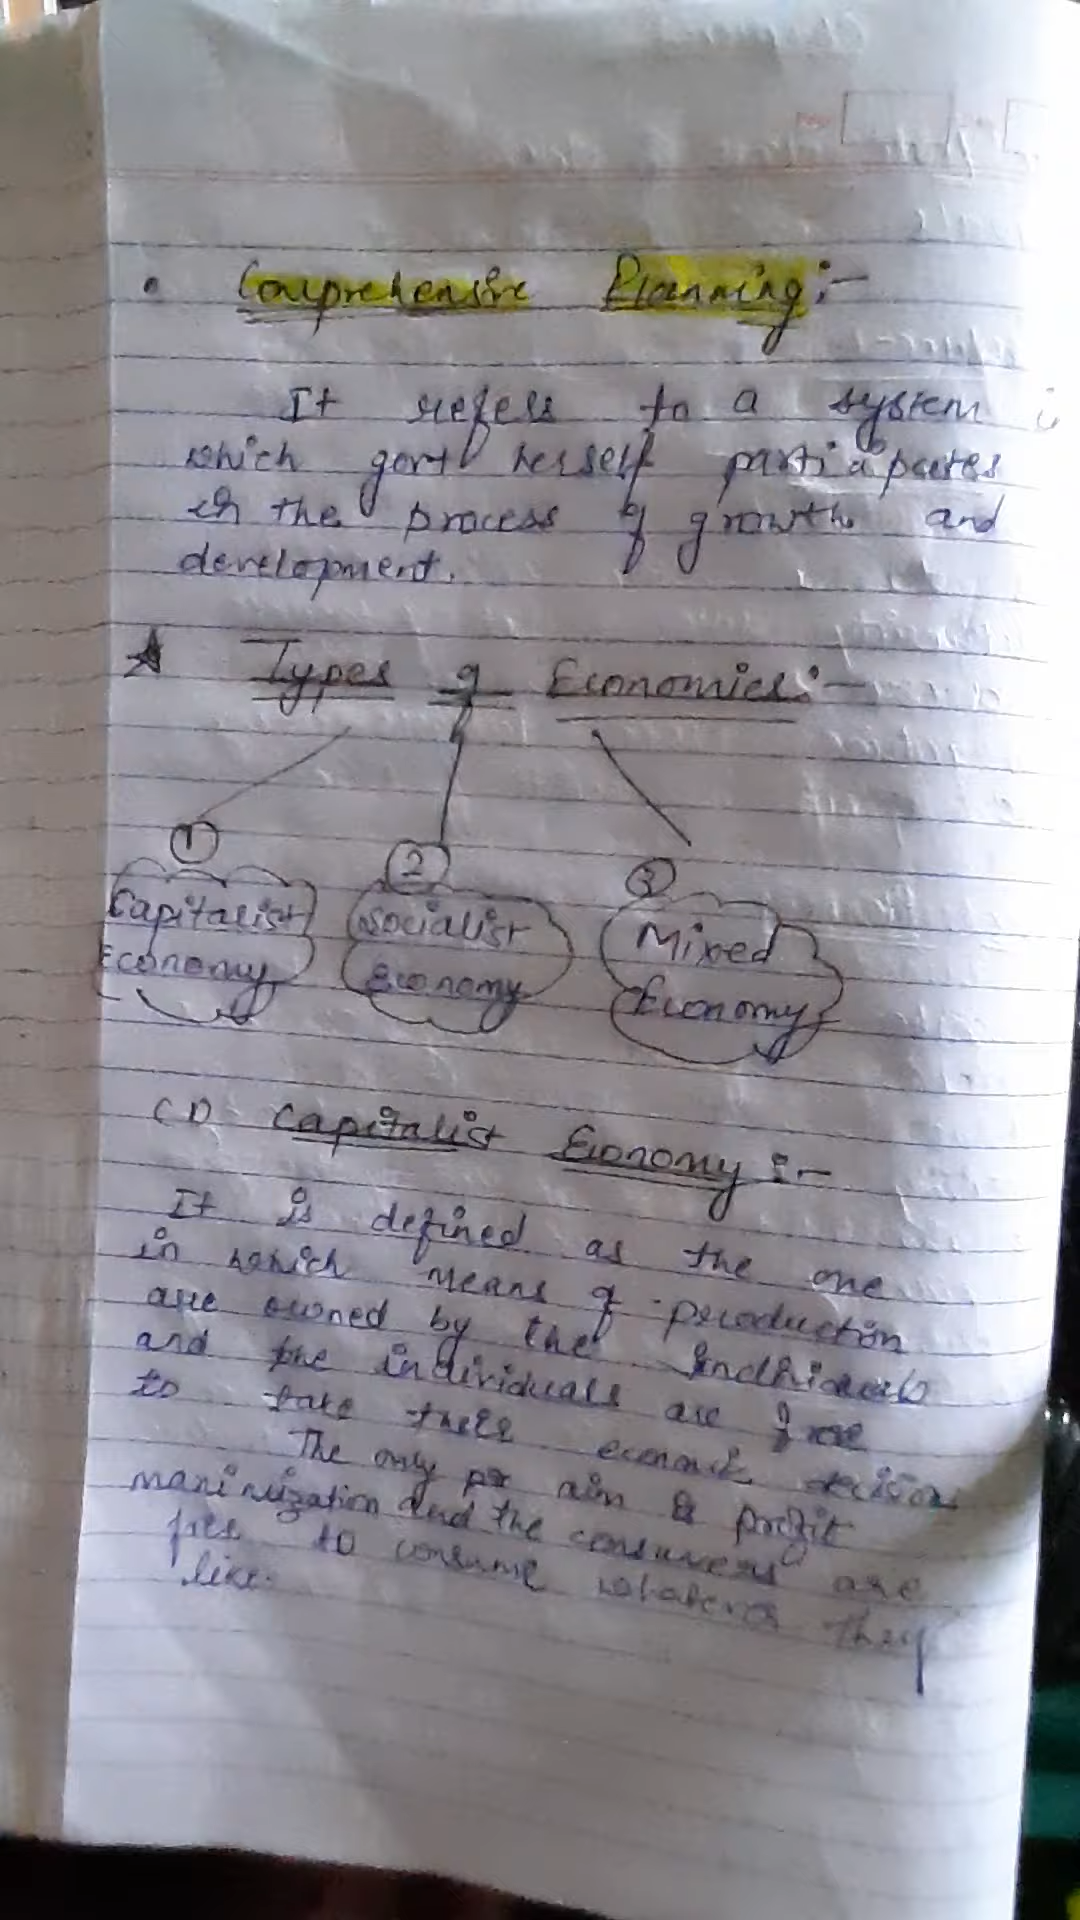 • Comprehensive Planning :-
It refers to a system i
which govt herself participates
in the process of growth and
development.
★ Types of Economies :-
① ② ③
Capitalist Economy
Socialist Economy
Mixed Economy
(1) Capitalist Economy :-
It is defined as the one
in which means of production
are owned by the
and the individuals are free
to take their economic decision
The only aim is profit
maximization and the consumers are
free to consume whatever they
like.